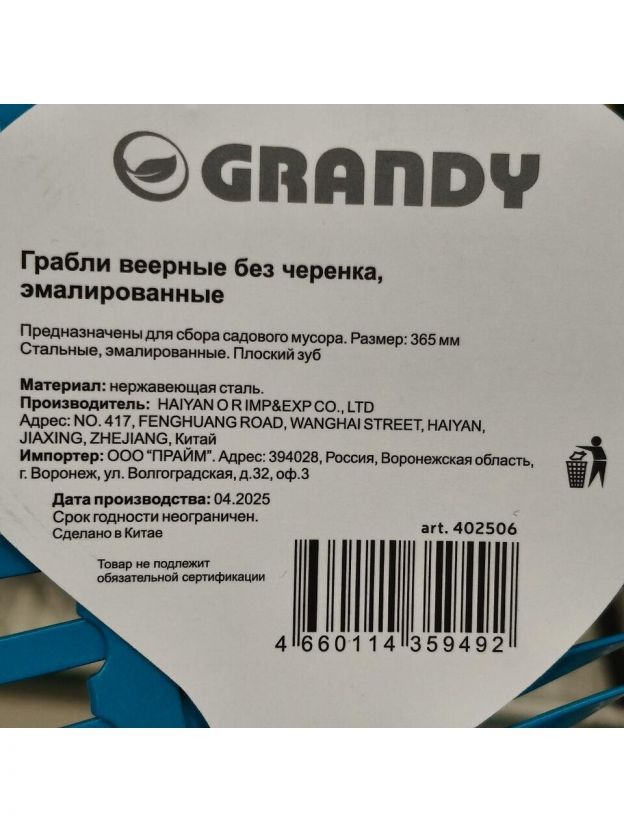 GRANDY
Грабли веерные без черенка,
эмалированные
Предназначены для сбора садового мусора. Размер: 365 мм
Стальные, эмалированные. Плоский зуб
Материал: нержавеющая сталь.
Производитель: HAIYAN O R IMP&EXP CO., LTD
Адрес: NO. 417, FENGHUANG ROAD, WANGHAI STREET, HAIYAN,
JIAXING, ZHEJIANG, Китай
Импортер: ООО "ПРАЙМ". Адрес: 394028, Россия, Воронежская область,
г. Воронеж, ул. Волгоградская, д.32, оф.3
Дата производства: 04.2025
Срок годности неограничен.
Сделано в Китае
art. 402506
Товар не подлежит
обязательной сертификации
4 660114 359492